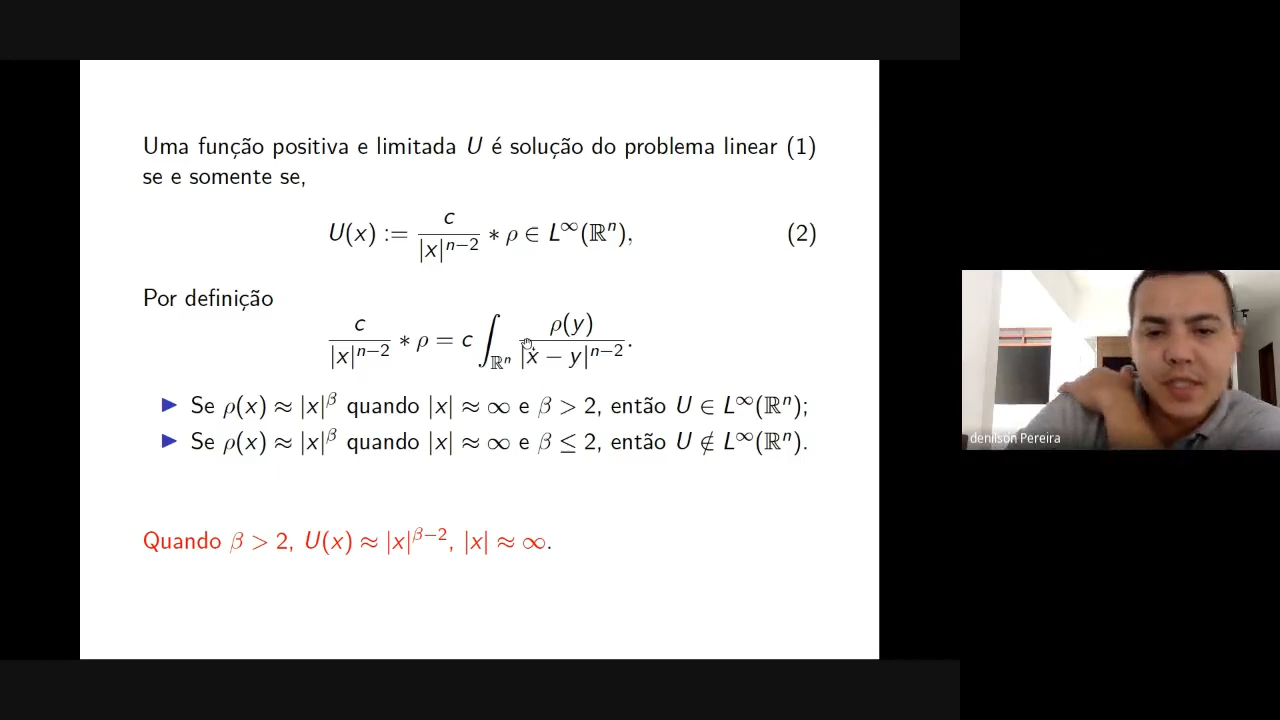 Uma função positiva e limitada U é solução do problema linear (1)
se e somente se,
U(x) := c/|x|^{n−2} ∗ ρ ∈ L^∞(ℝ^n), (2)
Por definição
c/|x|^{n−2} ∗ ρ = c ∫_{ℝ^n} ρ(y)/|x − y|^{n−2}.
▶ Se ρ(x) ≈ |x|^β quando |x| ≈ ∞ e β > 2, então U ∈ L^∞(ℝ^n);
▶ Se ρ(x) ≈ |x|^β quando |x| ≈ ∞ e β ≤ 2, então U ∉ L^∞(ℝ^n).
Quando β > 2, U(x) ≈ |x|^{β−2}, |x| ≈ ∞.
denilson Pereira